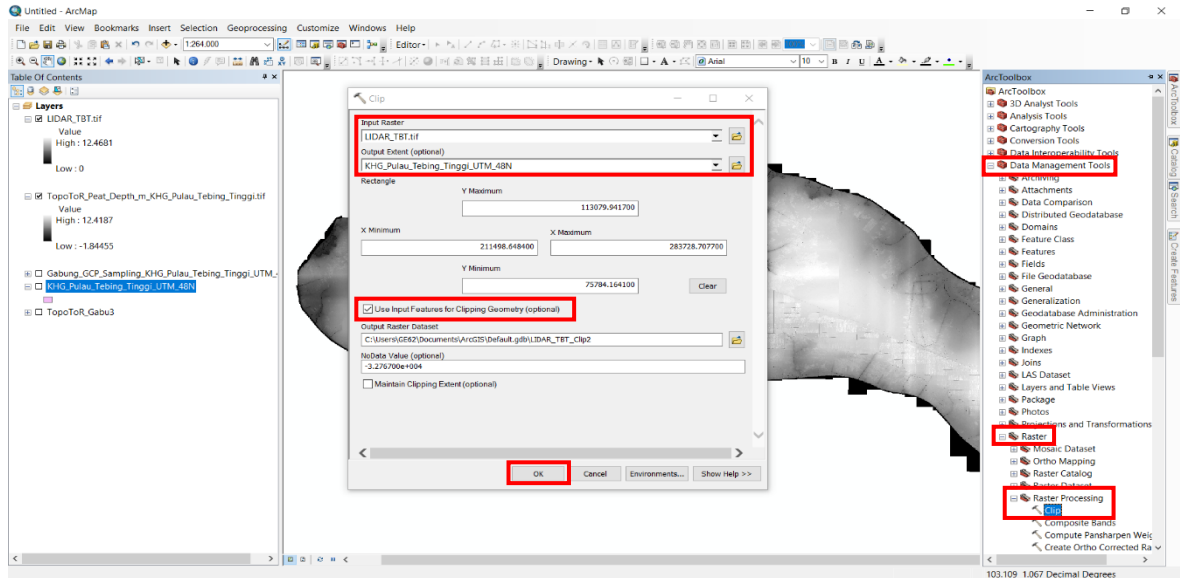 Untitled - ArcMap
File Edit View Bookmarks Insert Selection Geoprocessing Customize Windows Help
1:264.000
Editor
Drawing
Arial
10
B I U A
Table Of Contents
Layers
LIDAR_TBT.tif
Value
High : 12.4681
Low : 0
TopoToR_Peat_Depth_m_KHG_Pulau_Tebing_Tinggi.tif
Value
High : 12.4187
Low : -1.84455
Gabung_GCP_Sampling_KHG_Pulau_Tebing_Tinggi_UTM_
KHG_Pulau_Tebing_Tinggi_UTM_48N
TopoToR_Gabu3
Clip
Input Raster
LIDAR_TBT.tif
Output Extent (optional)
KHG_Pulau_Tebing_Tinggi_UTM_48N
Rectangle
Y Maximum
113079.941700
X Minimum
X Maximum
211498.648400
283728.707700
Y Minimum
75784.164100
Clear
Use Input Features for Clipping Geometry (optional)
Output Raster Dataset
C:\Users\GE62\Documents\ArcGIS\Default.gdb\LIDAR_TBT_Clip2
NoData Value (optional)
-3.276700e+004
Maintain Clipping Extent (optional)
OK
Cancel
Environments...
Show Help >>
ArcToolbox
ArcToolbox
3D Analyst Tools
Analysis Tools
Cartography Tools
Conversion Tools
Data Interoperability Tools
Data Management Tools
Archiving
Attachments
Data Comparison
Distributed Geodatabase
Domains
Feature Class
Features
Fields
File Geodatabase
General
Generalization
Geodatabase Administration
Geometric Network
Graph
Indexes
Joins
LAS Dataset
Layers and Table Views
Package
Photos
Projections and Transformations
Raster
Mosaic Dataset
Ortho Mapping
Raster Catalog
Raster Dataset
Raster Processing
Clip
Composite Bands
Compute Pansharpen Weig
Create Ortho Corrected Ra
ArcToolbox
Catalog
Search
Create Features
103.109 1.067 Decimal Degrees